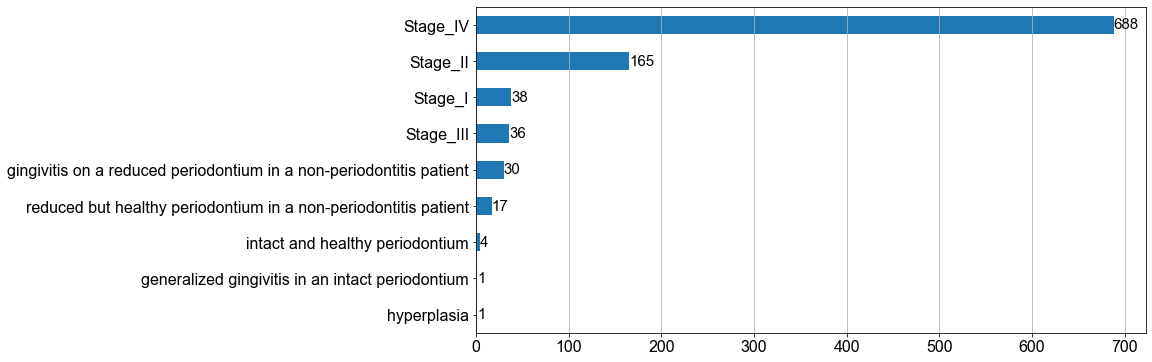 Stage_IV 688
Stage_II 165
Stage_I 38
Stage_III 36
gingivitis on a reduced periodontium in a non-periodontitis patient 30
reduced but healthy periodontium in a non-periodontitis patient 17
intact and healthy periodontium 4
generalized gingivitis in an intact periodontium 1
hyperplasia 1
0 100 200 300 400 500 600 700